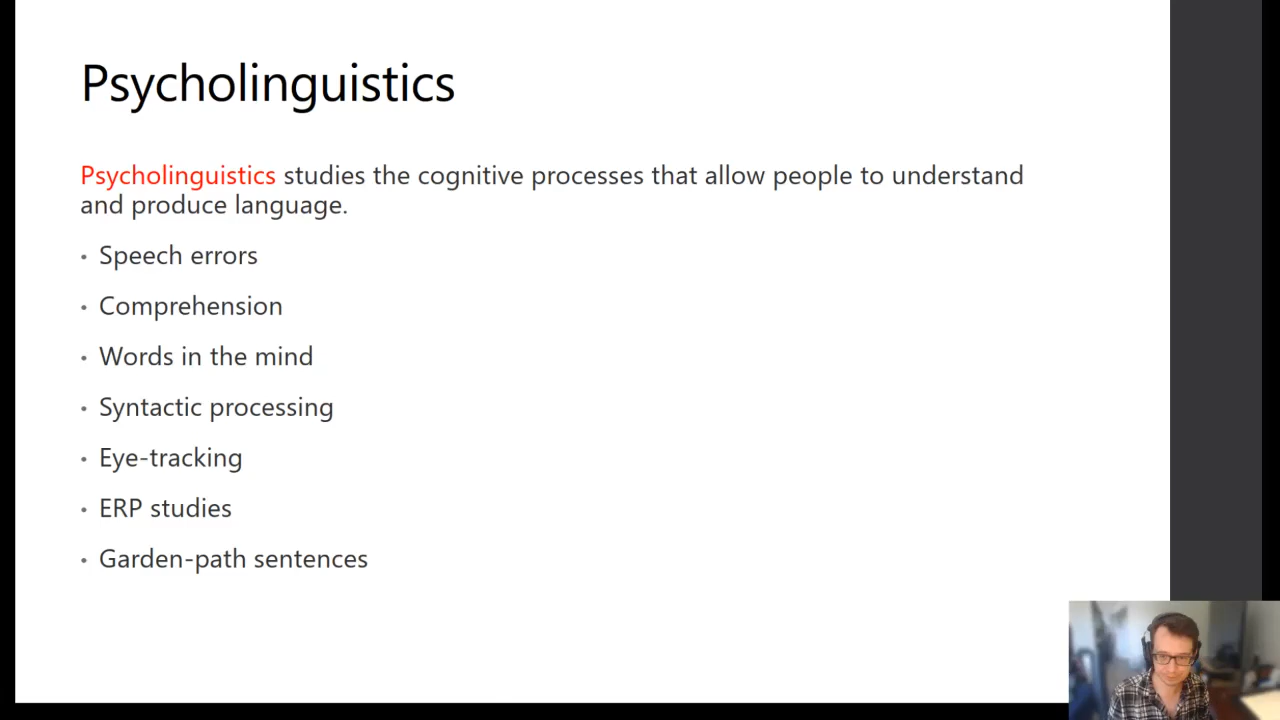 Psycholinguistics
Psycholinguistics studies the cognitive processes that allow people to understand
and produce language.
• Speech errors
• Comprehension
• Words in the mind
• Syntactic processing
• Eye-tracking
• ERP studies
• Garden-path sentences